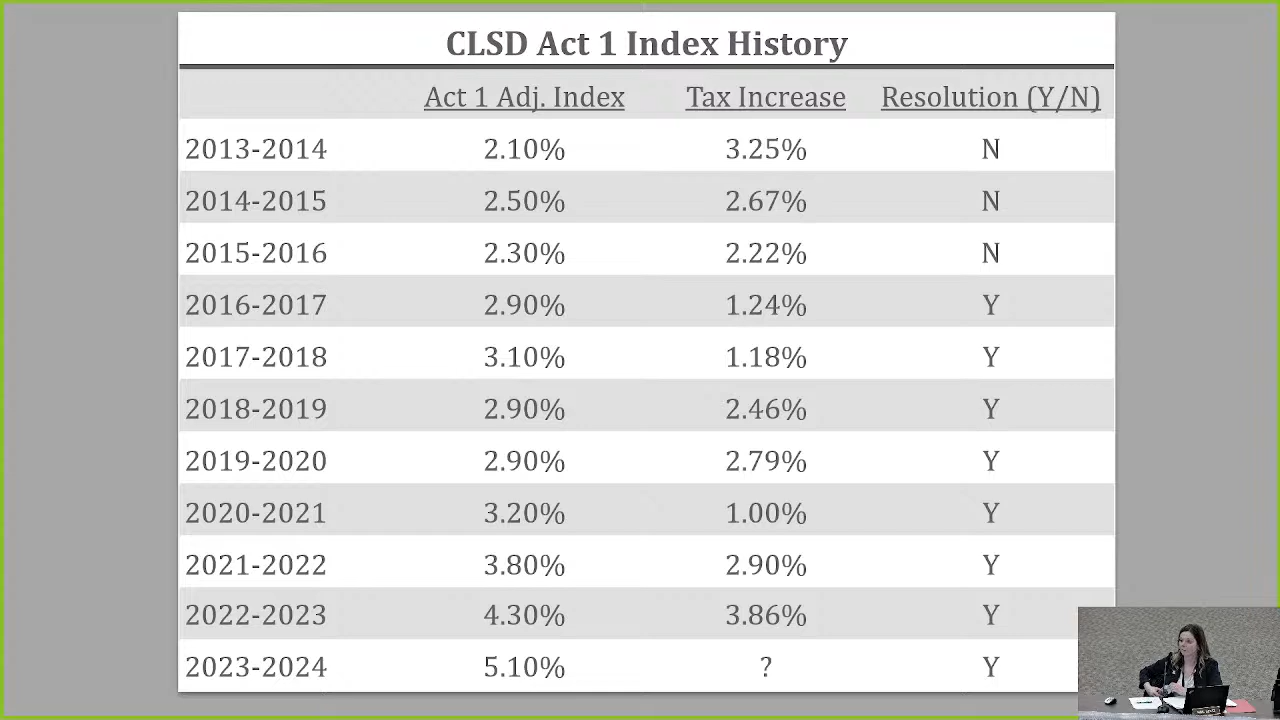 CLSD Act 1 Index History
Act 1 Adj. Index Tax Increase Resolution (Y/N)
2013-2014 2.10% 3.25% N
2014-2015 2.50% 2.67% N
2015-2016 2.30% 2.22% N
2016-2017 2.90% 1.24% Y
2017-2018 3.10% 1.18% Y
2018-2019 2.90% 2.46% Y
2019-2020 2.90% 2.79% Y
2020-2021 3.20% 1.00% Y
2021-2022 3.80% 2.90% Y
2022-2023 4.30% 3.86% Y
2023-2024 5.10% ? Y